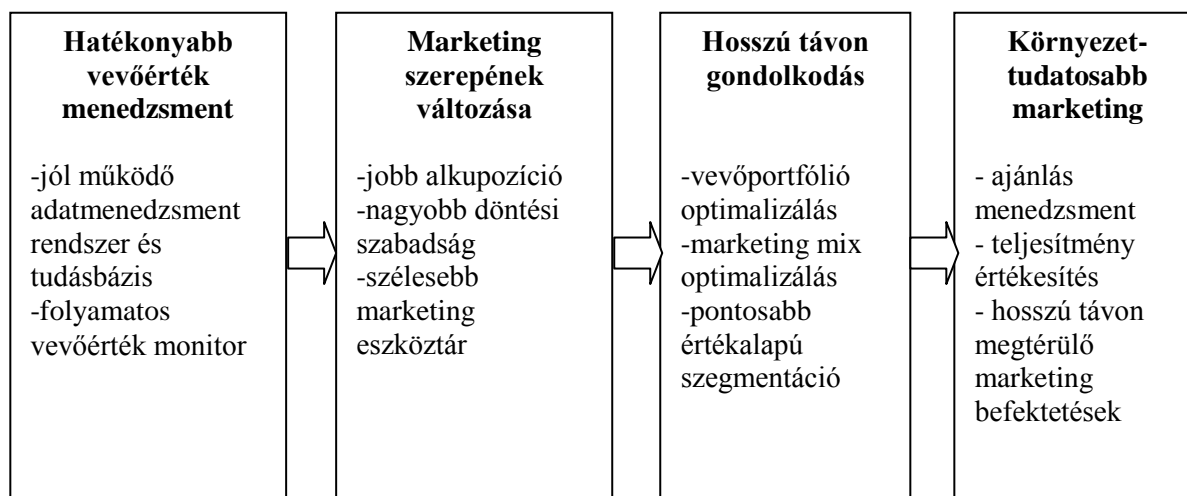 Hatékonyabb
vevőérték
menedzsment
-jól működő
adatmenedzsment
rendszer és
tudásbázis
-folyamatos
vevőérték monitor
Marketing
szerepének
változása
-jobb alkupozíció
-nagyobb döntési
szabadság
-szélesebb
marketing
eszköztár
Hosszú távon
gondolkodás
-vevőportfólió
optimalizálás
-marketing mix
optimalizálás
-pontosabb
értékalapú
szegmentáció
Környezet-
tudatosabb
marketing
- ajánlás
menedzsment
- teljesítmény
értékesítés
- hosszú távon
megtérülő
marketing
befektetések